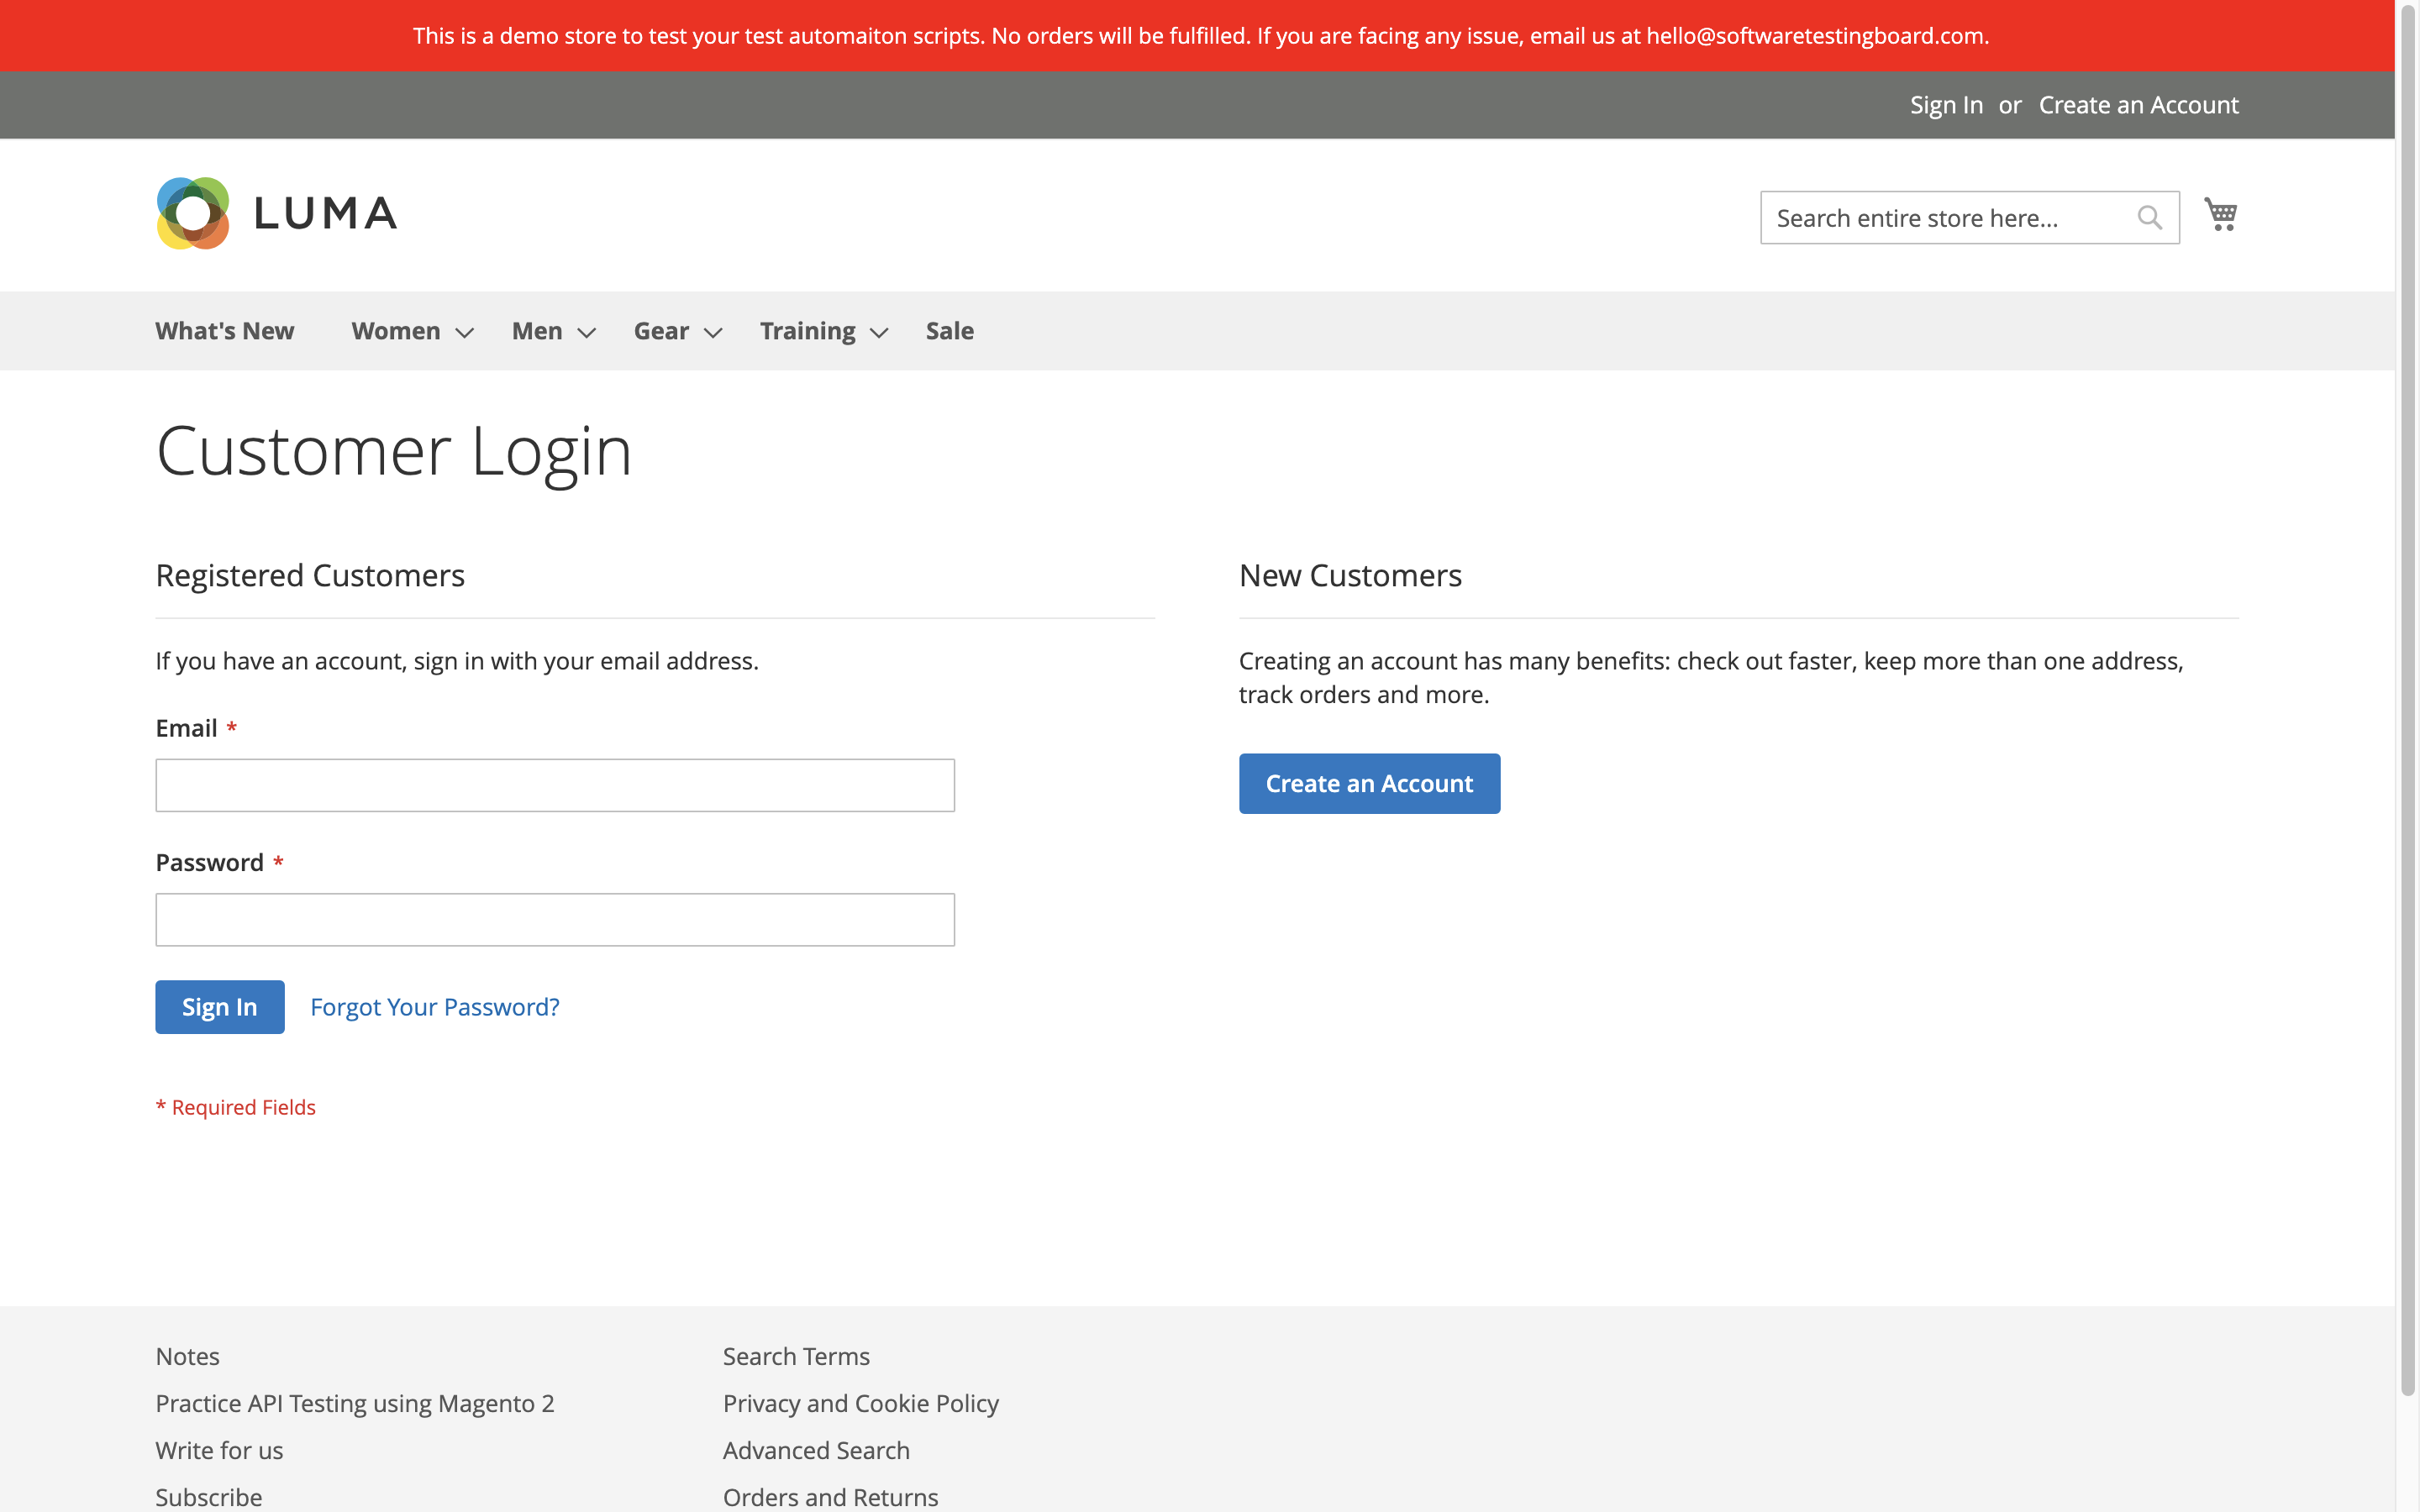 This is a demo store to test your test automaiton scripts. No orders will be fulfilled. If you are facing any issue, email us at hello@softwaretestingboard.com.
Sign In or Create an Account
LUMA
Search entire store here...
What's New Women Men Gear Training Sale
Customer Login
Registered Customers
If you have an account, sign in with your email address.
Email *
Password *
Sign In Forgot Your Password?
* Required Fields
New Customers
Creating an account has many benefits: check out faster, keep more than one address,
track orders and more.
Create an Account
Notes
Practice API Testing using Magento 2
Write for us
Subscribe
Search Terms
Privacy and Cookie Policy
Advanced Search
Orders and Returns